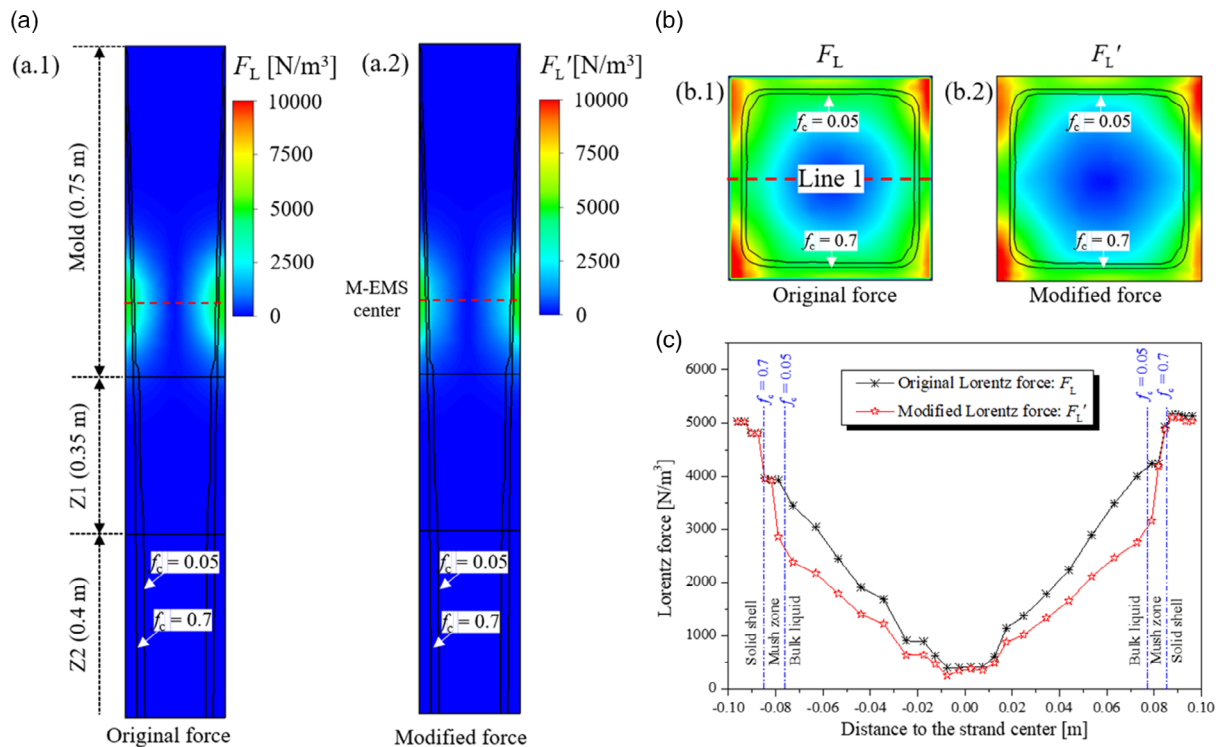 (a)
(a.1)
F_L [N/m³]
10000
7500
5000
2500
0
Mold (0.75 m)
Z1 (0.35 m)
Z2 (0.4 m)
f_c = 0.05
f_c = 0.7
Original force
(a.2)
F_L′[N/m³]
10000
7500
5000
2500
0
M-EMS
center
f_c = 0.05
f_c = 0.7
Modified force
(b)
F_L
(b.1)
f_c = 0.05
Line 1
f_c = 0.7
Original force
F_L′
(b.2)
f_c = 0.05
f_c = 0.7
Modified force
(c)
Lorentz force [N/m³]
6000
5000
4000
3000
2000
1000
0
f_c = 0.7
f_c = 0.05
Original Lorentz force: F_L
Modified Lorentz force: F_L′
f_c = 0.05
f_c = 0.7
Solid shell
Mush zone
Bulk liquid
Bulk liquid
Mush zone
Solid shell
-0.10 -0.08 -0.06 -0.04 -0.02 0.00 0.02 0.04 0.06 0.08 0.10
Distance to the strand center [m]